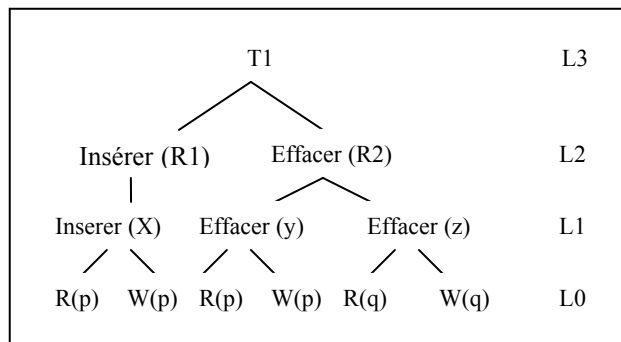 T1 L3
Insérer (R1) Effacer (R2) L2
Inserer (X) Effacer (y) Effacer (z) L1
R(p) W(p) R(p) W(p) R(q) W(q) L0